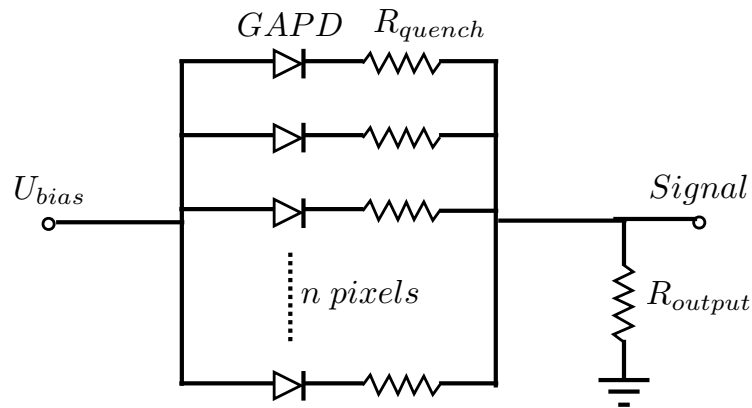 GAPD
R_quench
U_bias
Signal
n pixels
R_output